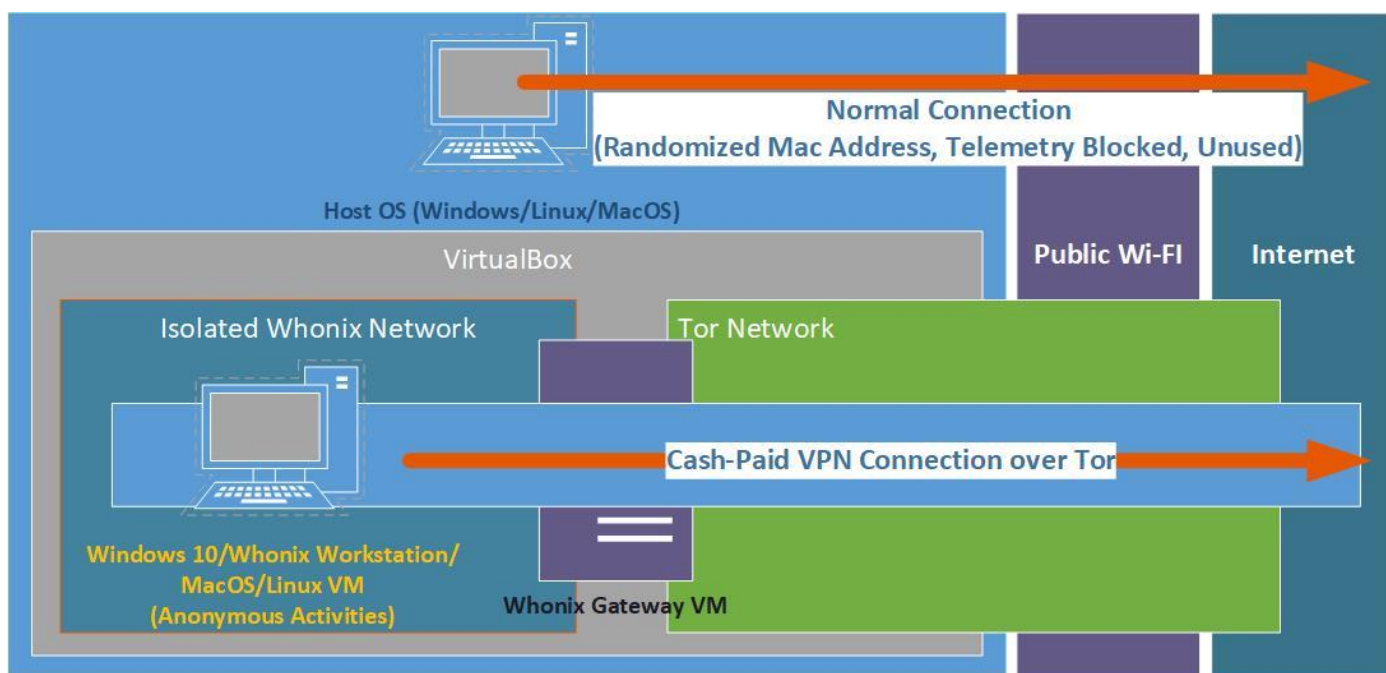 Normal Connection
(Randomized Mac Address, Telemetry Blocked, Unused)
Host OS (Windows/Linux/MacOS)
VirtualBox
Public Wi-FI
Internet
Isolated Whonix Network
Tor Network
Cash-Paid VPN Connection over Tor
Windows 10/Whonix Workstation/
MacOS/Linux VM
(Anonymous Activities)
Whonix Gateway VM